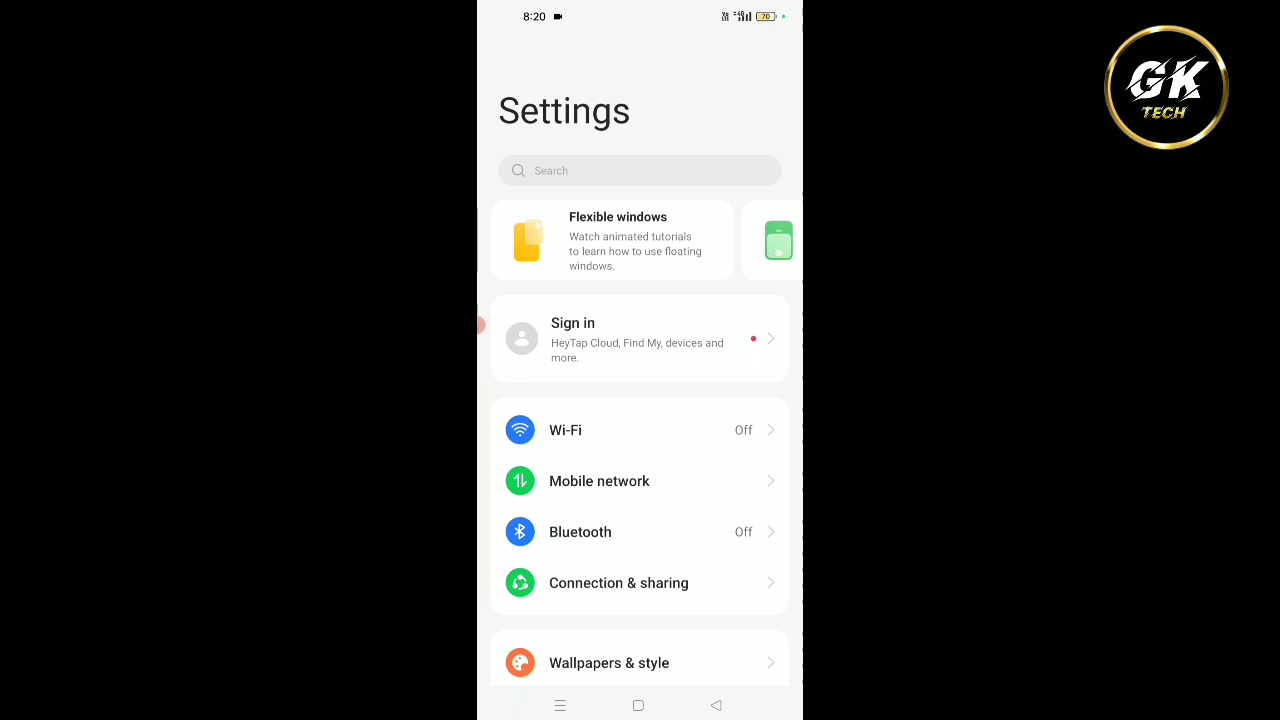 8:20
70
GK
TECH
Settings
Search
Flexible windows
Watch animated tutorials
to learn how to use floating
windows.
Sign in
HeyTap Cloud, Find My, devices and
more.
Wi-Fi Off
Mobile network
Bluetooth Off
Connection & sharing
Wallpapers & style